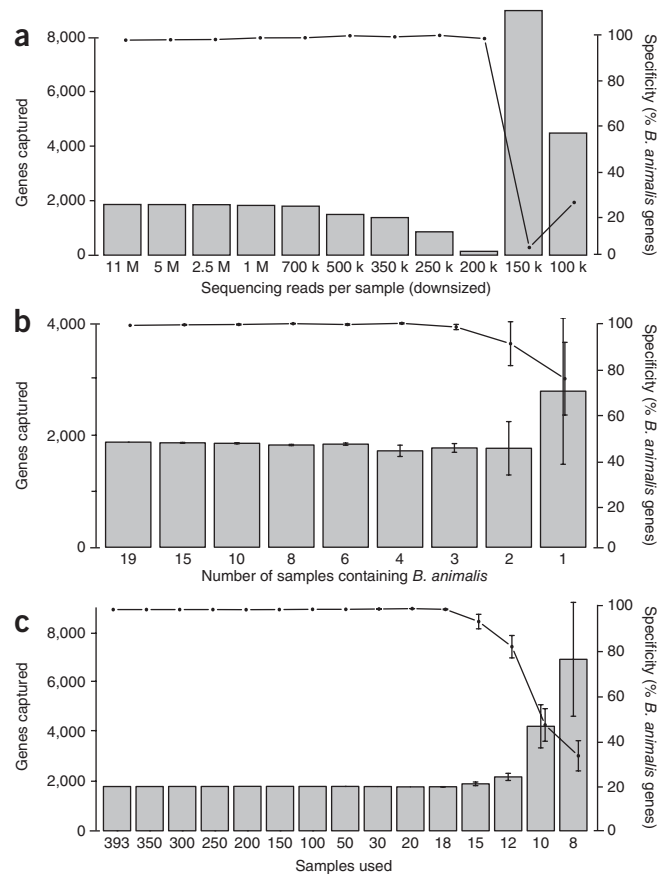 a
8,000
6,000
4,000
2,000
0
Genes captured
100
80
60
40
20
0
Specificity (% B. animalis genes)
11 M 5 M 2.5 M 1 M 700 k 500 k 350 k 250 k 200 k 150 k 100 k
Sequencing reads per sample (downsized)
b
4,000
2,000
0
Genes captured
100
80
60
40
20
0
Specificity (% B. animalis genes)
19 15 10 8 6 4 3 2 1
Number of samples containing B. animalis
c
8,000
6,000
4,000
2,000
0
Genes captured
100
80
60
40
20
0
Specificity (% B. animalis genes)
393 350 300 250 200 150 100 50 30 20 18 15 12 10 8
Samples used